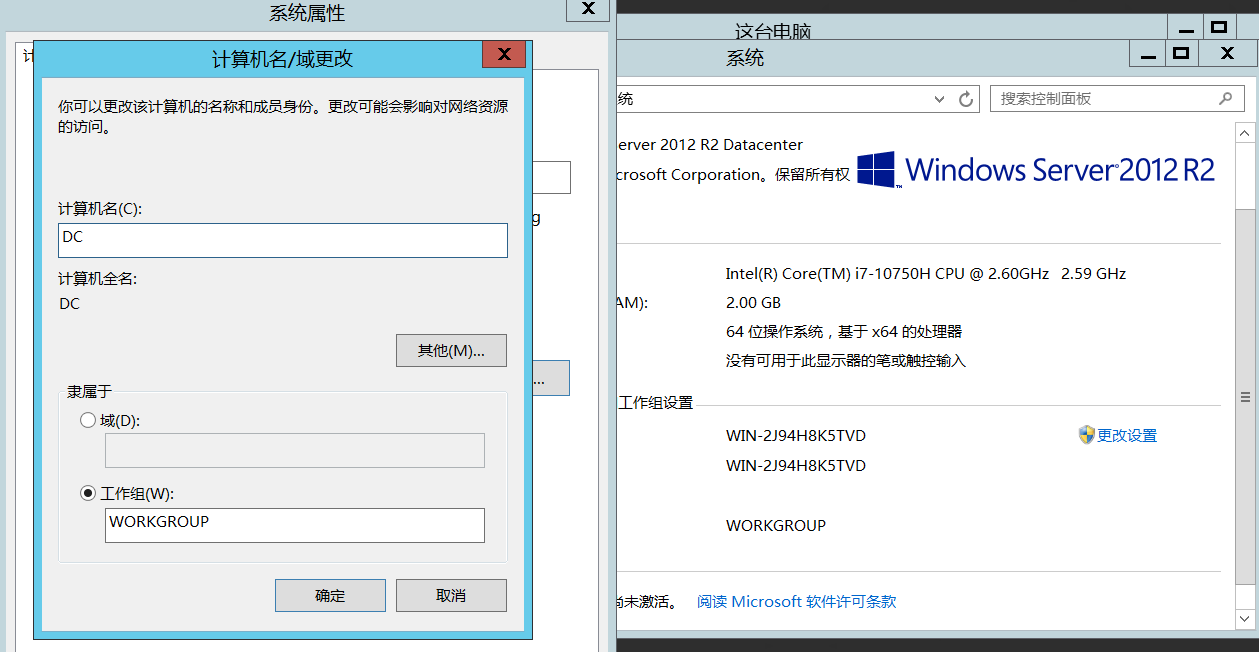 系统属性
计算机名/域更改
你可以更改该计算机的名称和成员身份。更改可能会影响对网络资源
的访问。
计算机名(C):
DC
计算机全名:
DC
其他(M)...
隶属于
域(D):
工作组(W):
WORKGROUP
确定
取消
计
g
...
这台电脑
系统
统
搜索控制面板
erver 2012 R2 Datacenter
crosoft Corporation。保留所有权
Windows Server 2012 R2
Intel(R) Core(TM) i7-10750H CPU @ 2.60GHz 2.59 GHz
AM):
2.00 GB
64 位操作系统，基于 x64 的处理器
没有可用于此显示器的笔或触控输入
工作组设置
WIN-2J94H8K5TVD
更改设置
WIN-2J94H8K5TVD
WORKGROUP
尚未激活。 阅读 Microsoft 软件许可条款